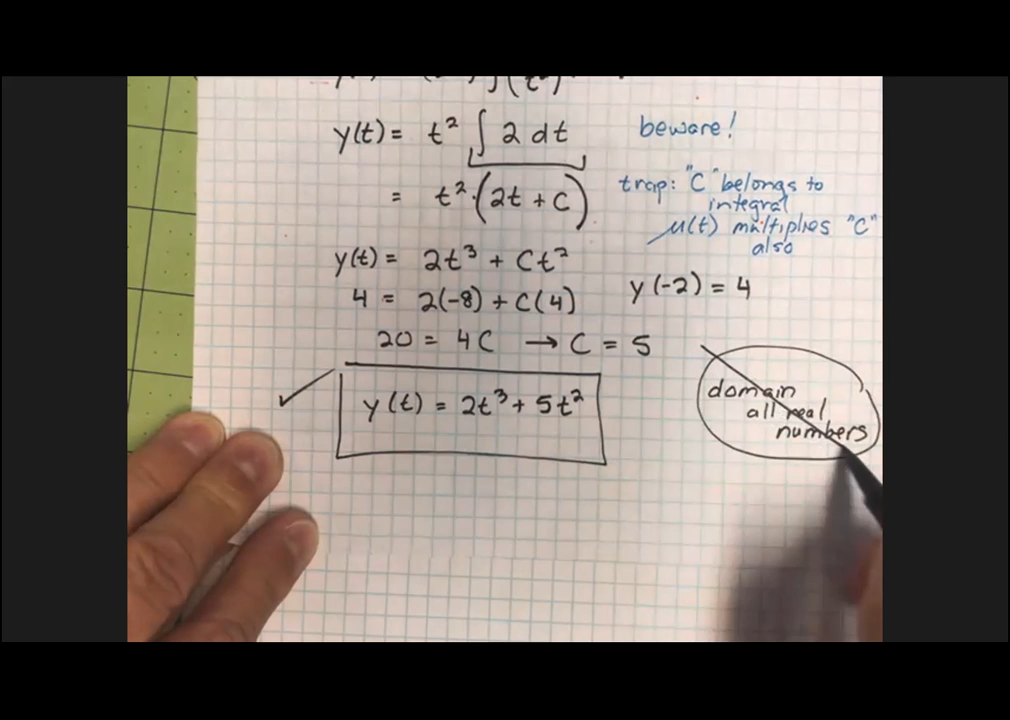 y(t) = t² ∫ 2 dt
beware!
= t²·(2t + C)
trap: "C" belongs to
integral
μ(t) multiplies "C"
also
y(t) = 2t³ + Ct²
y(-2) = 4
4 = 2(-8) + C(4)
20 = 4C → C = 5
y(t) = 2t³ + 5t²
domain
all real
numbers